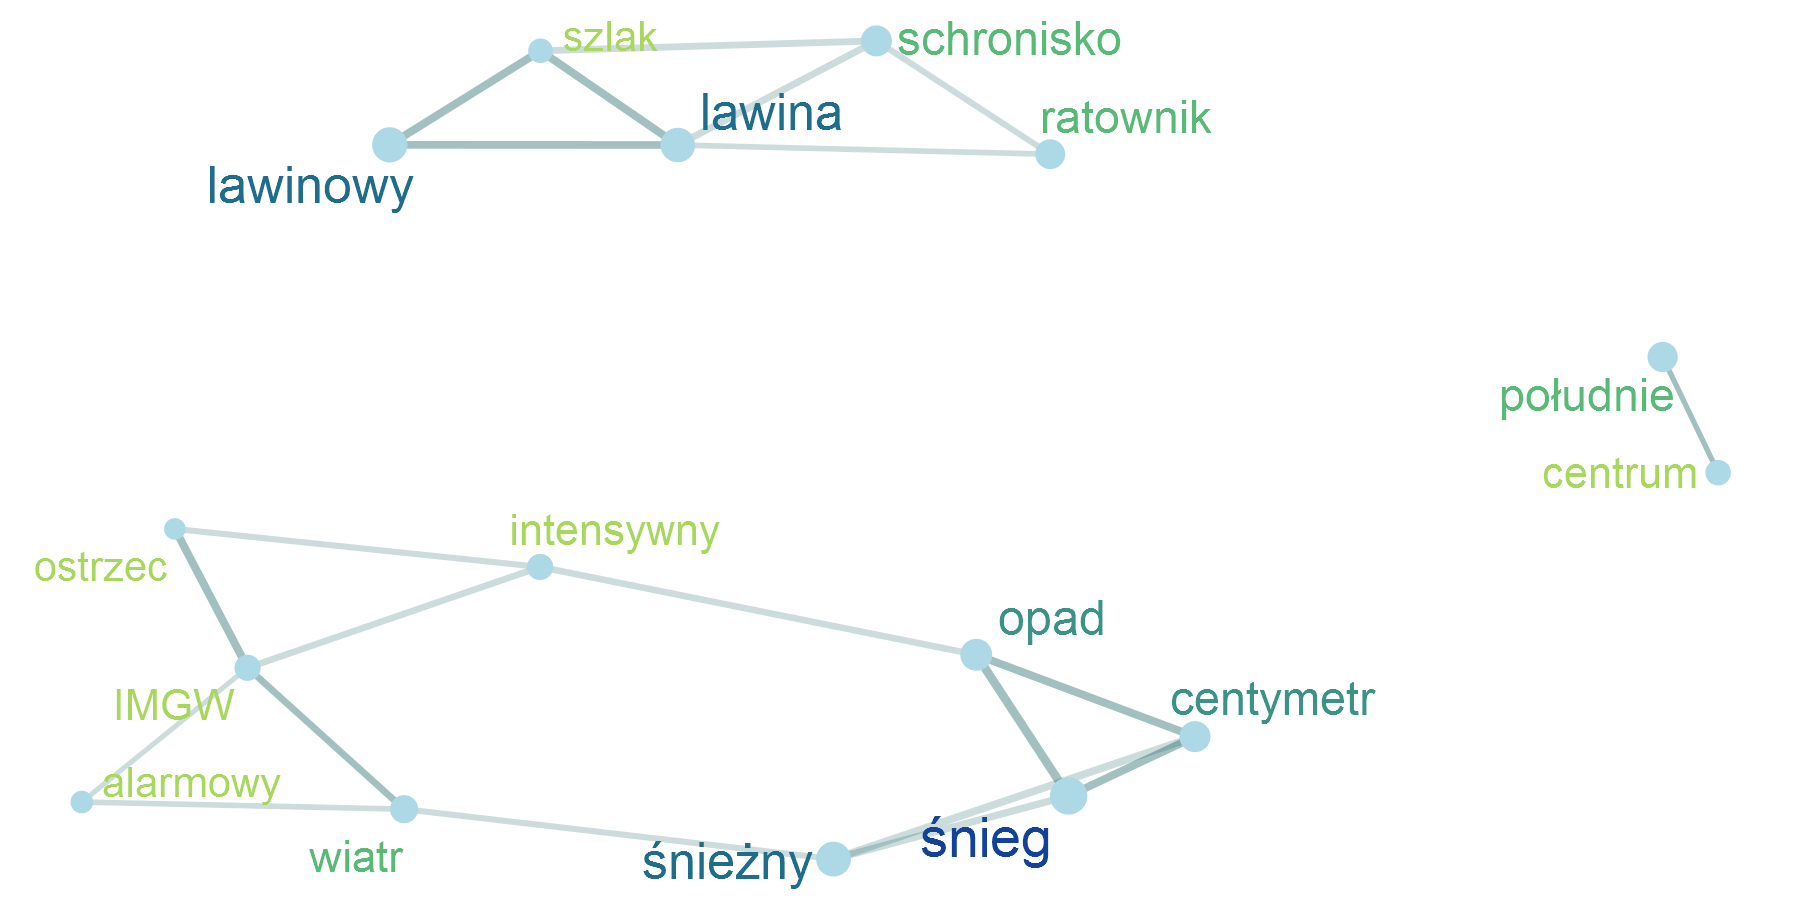 szlak
schronisko
lawina
ratownik
lawinowy
południe
centrum
intensywny
ostrzec
opad
IMGW
centymetr
alarmowy
śnieg
wiatr
śnieżny